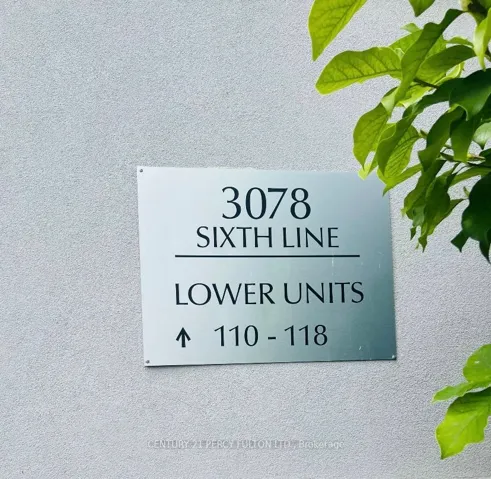 3078
SIXTH LINE
LOWER UNITS
↑ 110 - 118
CENTURY 21 PERCY FULTON LTD., Brokerage